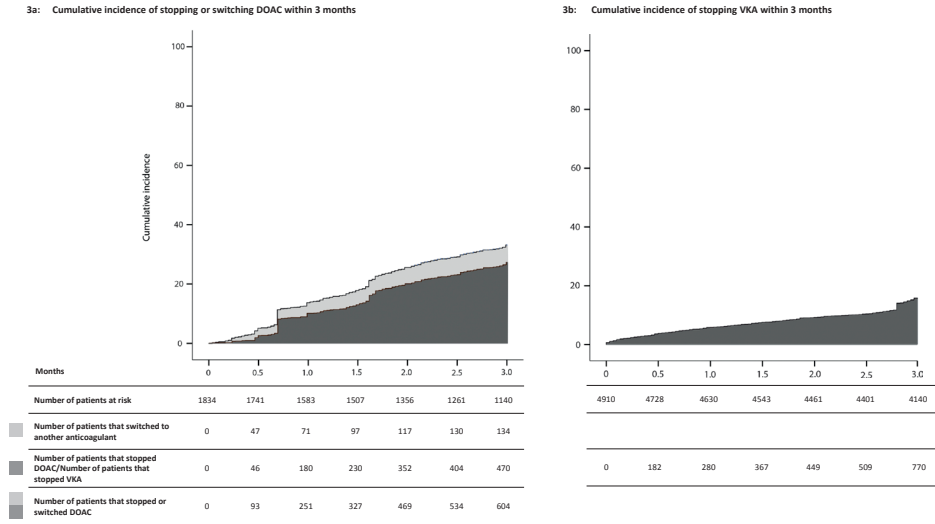 3a: Cumulative incidence of stopping or switching DOAC within 3 months
3b: Cumulative incidence of stopping VKA within 3 months
Cumulative incidence
100
80
60
40
20
0
0 0.5 1.0 1.5 2.0 2.5 3.0
100
80
60
40
20
0
0 0.5 1.0 1.5 2.0 2.5 3.0
Months
Number of patients at risk 1834 1741 1583 1507 1356 1261 1140 4910 4728 4630 4543 4461 4401 4140
Number of patients that switched to
another anticoagulant
0 47 71 97 117 130 134
Number of patients that stopped
DOAC/Number of patients that
stopped VKA
0 46 180 230 352 404 470 0 182 280 367 449 509 770
Number of patients that stopped or
switched DOAC
0 93 251 327 469 534 604